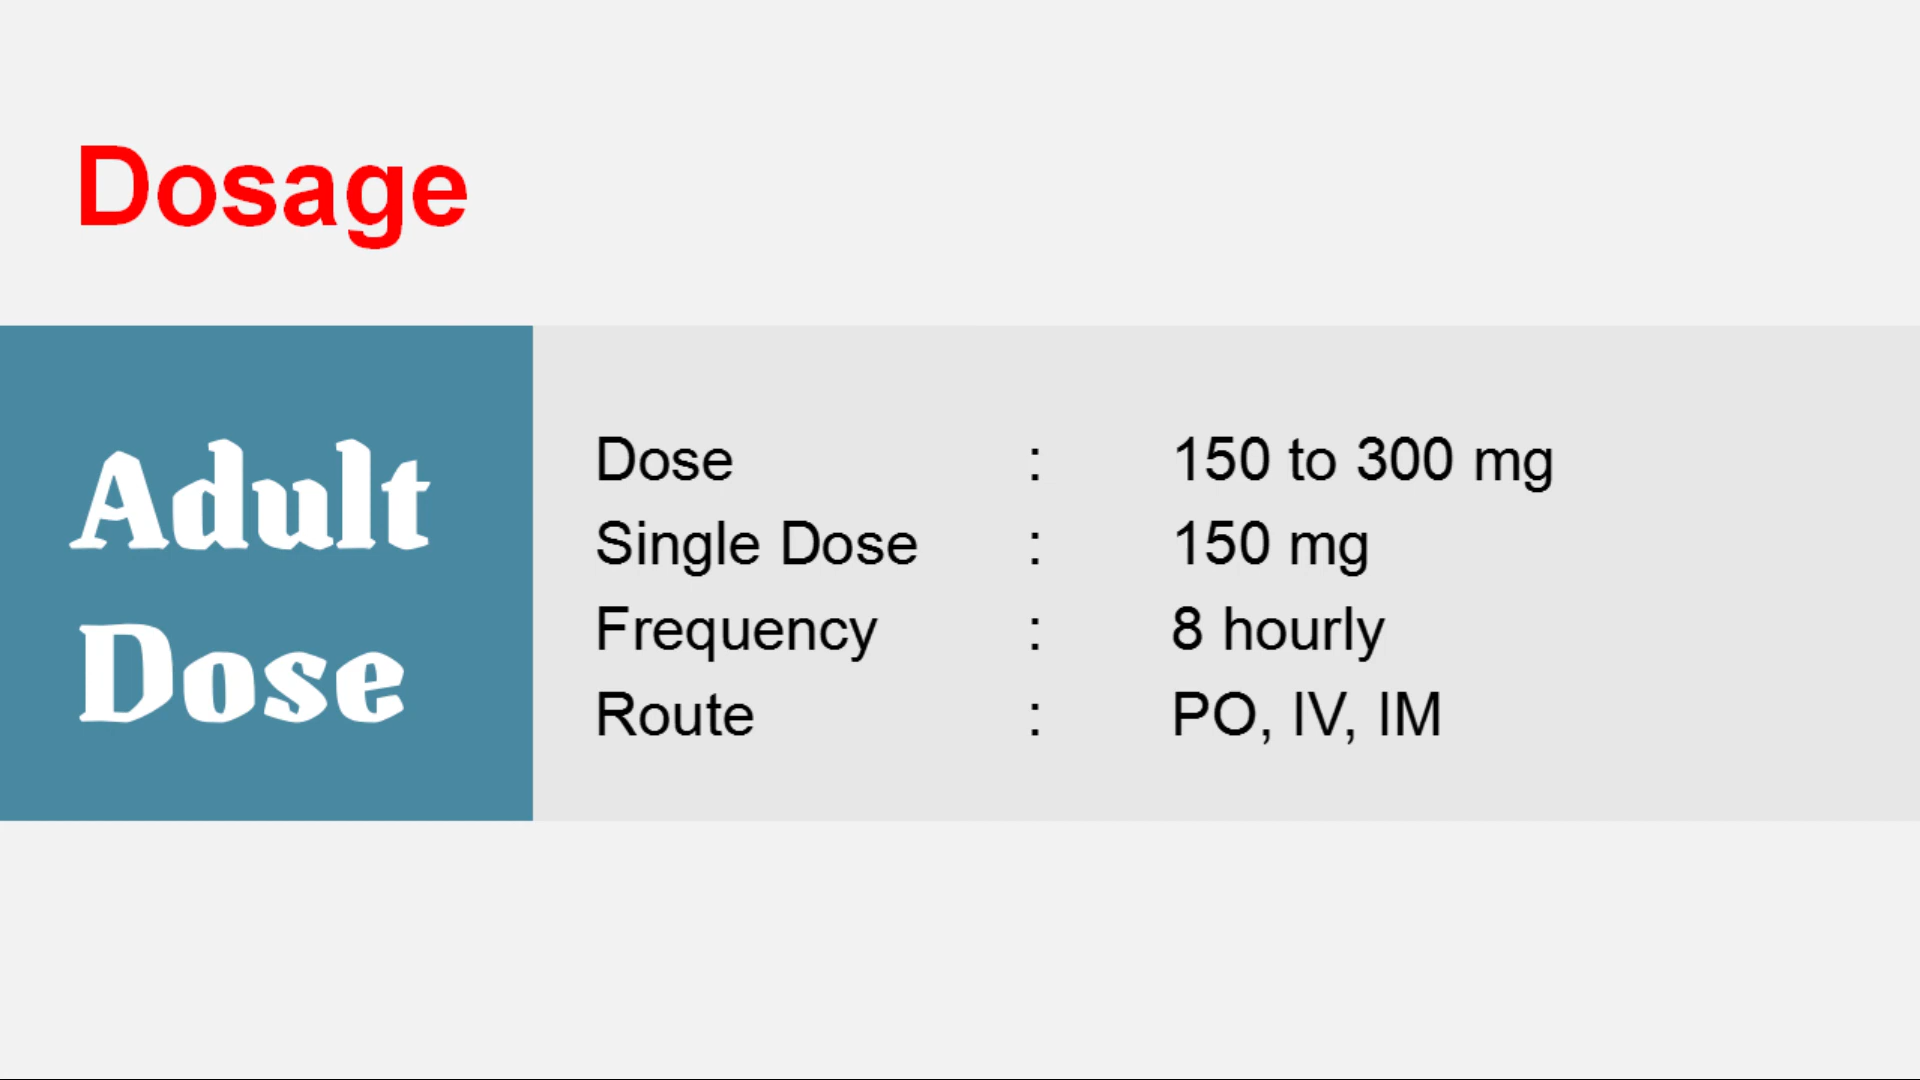 Dosage
Adult
Dose
Dose : 150 to 300 mg
Single Dose : 150 mg
Frequency : 8 hourly
Route : PO, IV, IM